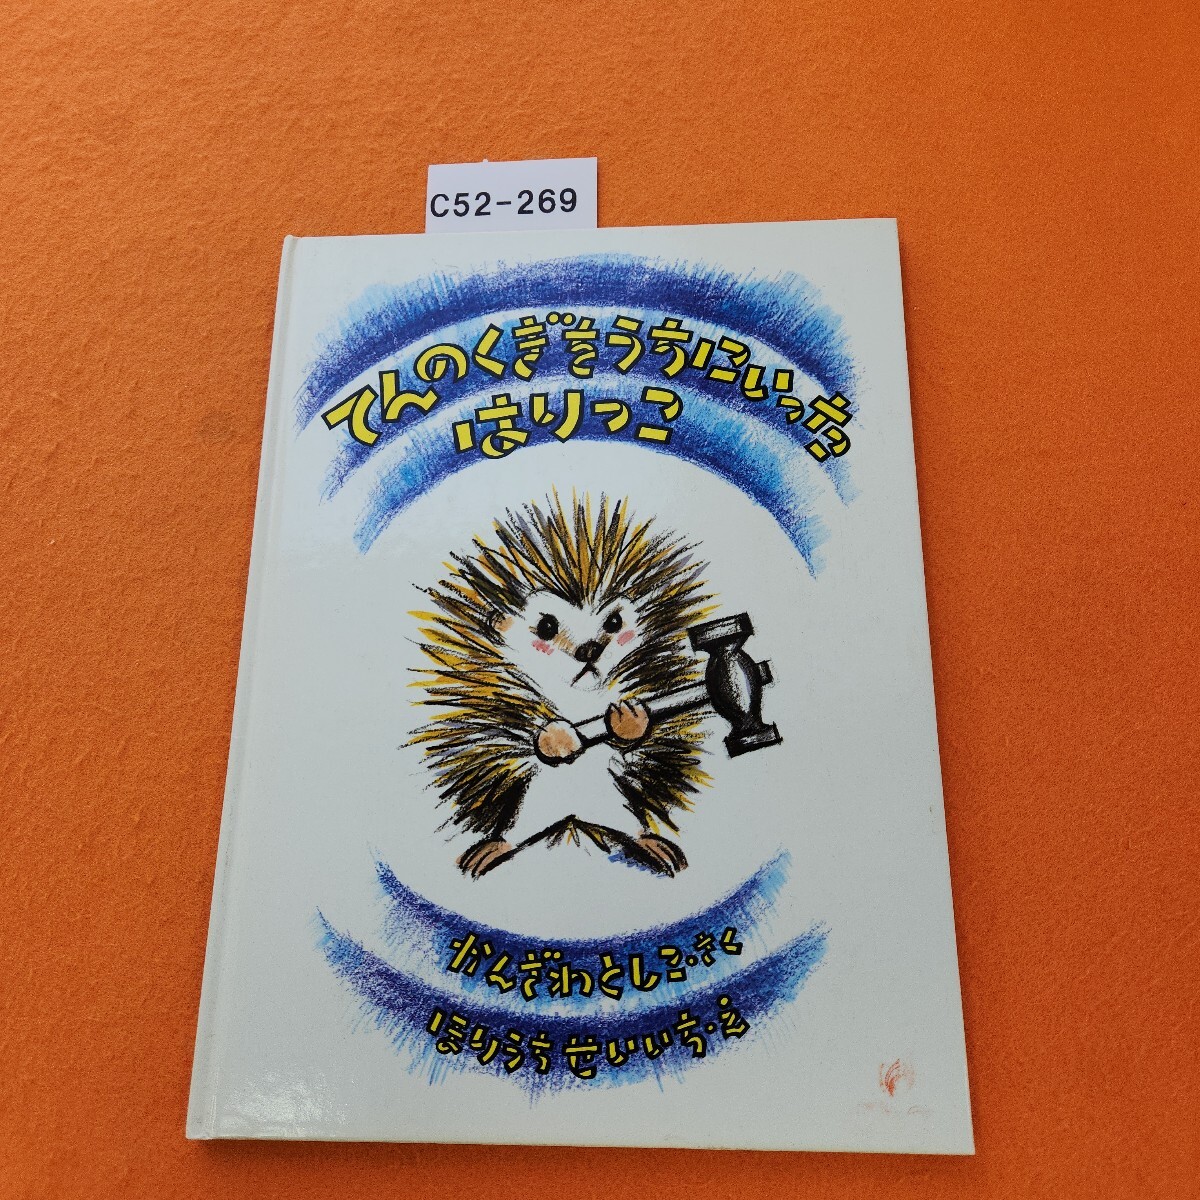 C52-269
てんのくぎをうちにいった
はりっこ
かんざわとしこ・さく
ほりうち せいいち・え